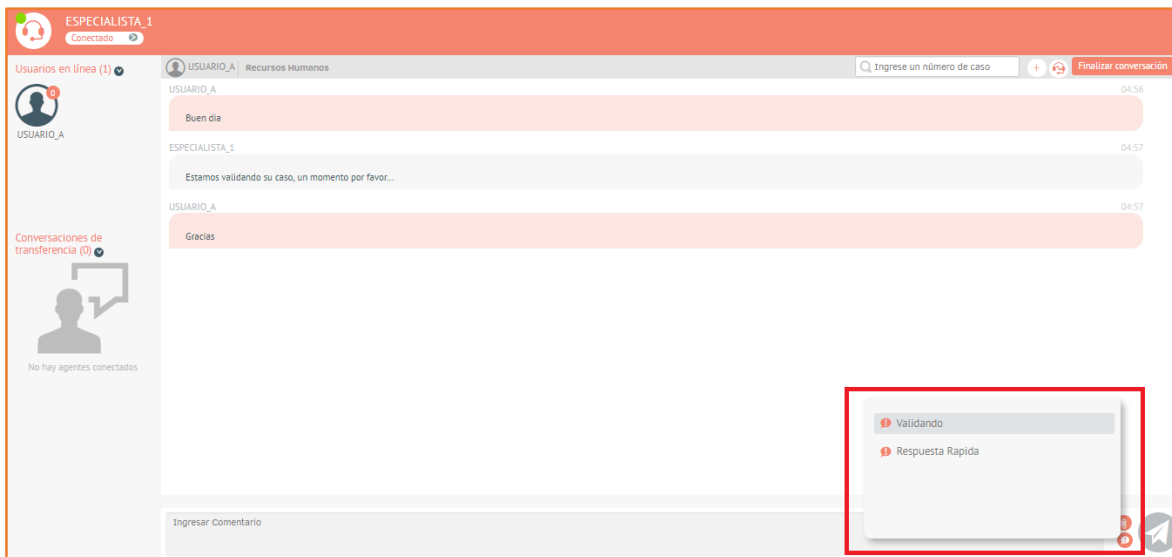 ESPECIALISTA_1
Conectado
Usuarios en línea (1)
0
USUARIO_A
Conversaciones de
transferencia (0)
No hay agentes conectados
USUARIO_A Recursos Humanos
Ingrese un número de caso
+
Finalizar conversación
USUARIO_A 04:56
Buen dia
ESPECIALISTA_1 04:57
Estamos validando su caso, un momento por favor...
USUARIO_A 04:57
Gracias
Validando
Respuesta Rapida
Ingresar Comentario